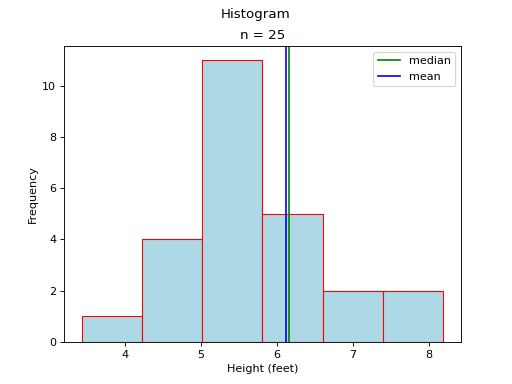 Histogram
n = 25
median
mean
10
8
6
4
2
0
Frequency
4 5 6 7 8
Height (feet)